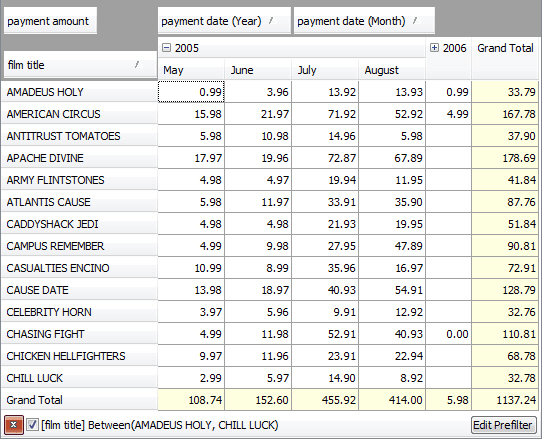 payment amount payment date (Year) payment date (Month)
2005 2006 Grand Total
film title May June July August
AMADEUS HOLY 0.99 3.96 13.92 13.93 0.99 33.79
AMERICAN CIRCUS 15.98 21.97 71.92 52.92 4.99 167.78
ANTITRUST TOMATOES 5.98 10.98 14.96 5.98 37.90
APACHE DIVINE 17.97 19.96 72.87 67.89 178.69
ARMY FLINTSTONES 4.98 4.97 19.94 11.95 41.84
ATLANTIS CAUSE 5.98 11.97 33.91 35.90 87.76
CADDYSHACK JEDI 4.98 4.98 21.93 19.95 51.84
CAMPUS REMEMBER 4.99 9.98 27.95 47.89 90.81
CASUALTIES ENCINO 10.99 8.99 35.96 16.97 72.91
CAUSE DATE 13.98 18.97 40.93 54.91 128.79
CELEBRITY HORN 3.97 5.96 9.91 12.92 32.76
CHASING FIGHT 4.99 11.98 52.91 40.93 0.00 110.81
CHICKEN HELLFIGHTERS 9.97 11.96 23.91 22.94 68.78
CHILL LUCK 2.99 5.97 14.90 8.92 32.78
Grand Total 108.74 152.60 455.92 414.00 5.98 1137.24
[film title] Between(AMADEUS HOLY, CHILL LUCK) Edit Prefilter